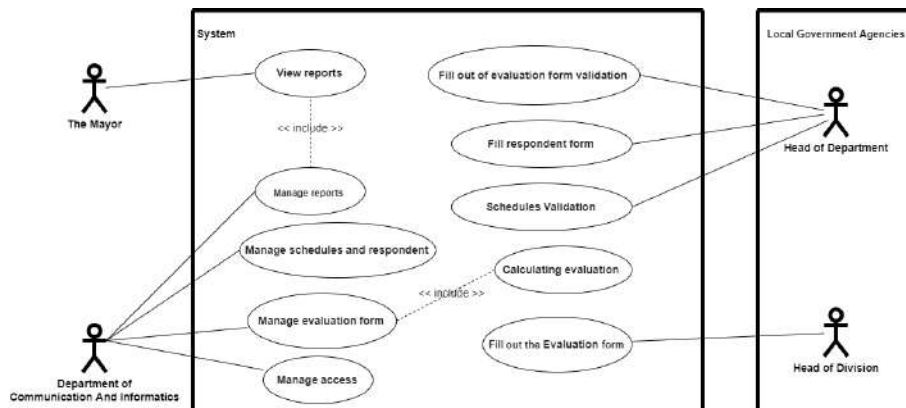 System
Local Government Agencies
View reports
Fill out of evaluation form validation
The Mayor
<< include >>
Fill respondent form
Head of Department
Manage reports
Schedules Validation
Manage schedules and respondent
Calculating evaluation
<< include >>
Manage evaluation form
Fill out the Evaluation form
Head of Division
Manage access
Department of
Communication And Informatics